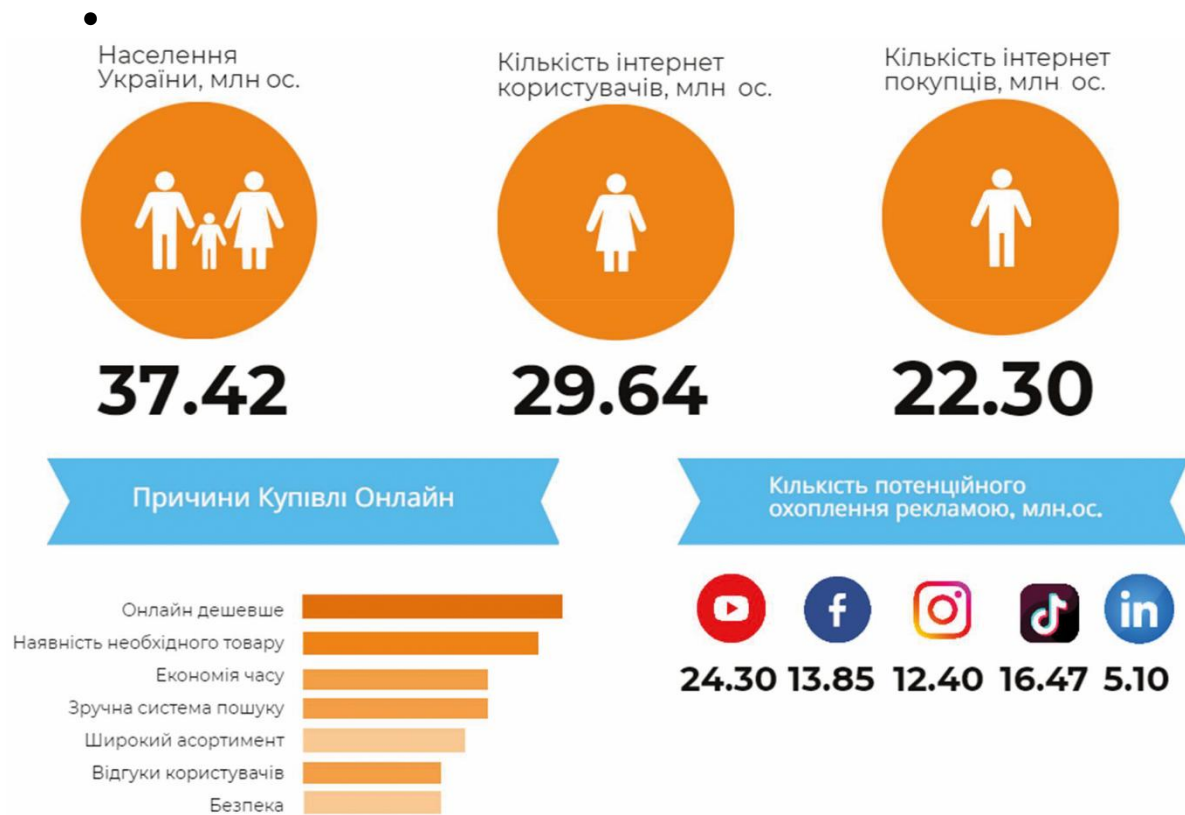 Населення
України, млн ос.
Кількість інтернет
користувачів, млн ос.
Кількість інтернет
покупців, млн ос.
37.42
29.64
22.30
Причини Купівлі Онлайн
Кількість потенційного
охоплення рекламою, млн.ос.
Онлайн дешевше
Наявність необхідного товару
Економія часу
Зручна система пошуку
Широкий асортимент
Відгуки користувачів
Безпека
f
in
24.30 13.85 12.40 16.47 5.10